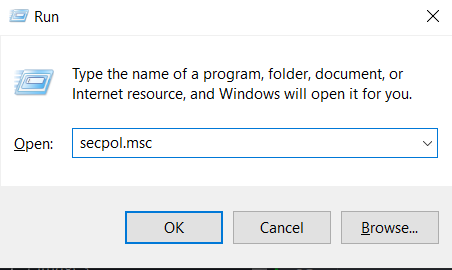 Run
Type the name of a program, folder, document, or
Internet resource, and Windows will open it for you.
Open: secpol.msc
OK Cancel Browse...